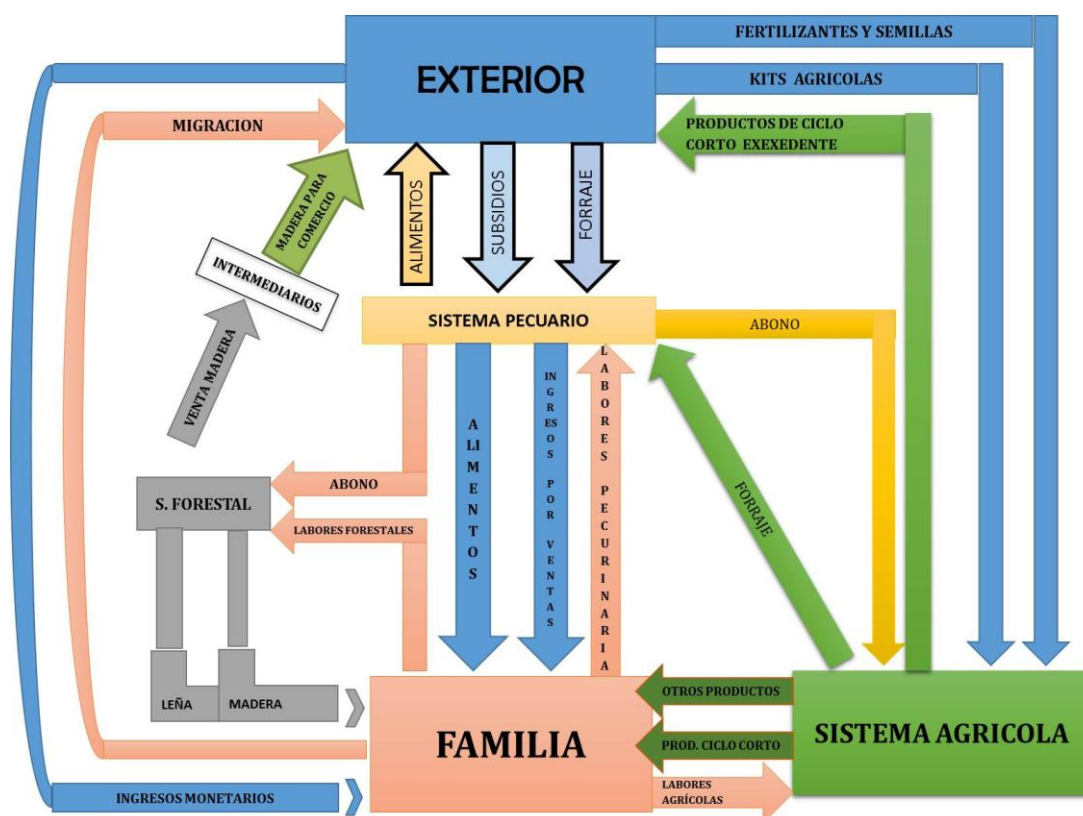 FERTILIZANTES Y SEMILLAS
EXTERIOR
KITS AGRICOLAS
MIGRACION
PRODUCTOS DE CICLO
CORTO EXEXEDENTE
MADERA PARA
COMERCIO
ALIMENTOS
SUBSIDIOS
FORRAJE
INTERMEDIARIOS
SISTEMA PECUARIO
ABONO
VENTA MADERA
ALIMENTOS
INGRESOS POR VENTAS
LABORES PECURINARIA
FORRAJE
S. FORESTAL
ABONO
LABORES FORESTALES
LEÑA
MADERA
FAMILIA
OTROS PRODUCTOS
PROD. CICLO CORTO
SISTEMA AGRICOLA
LABORES
AGRÍCOLAS
INGRESOS MONETARIOS